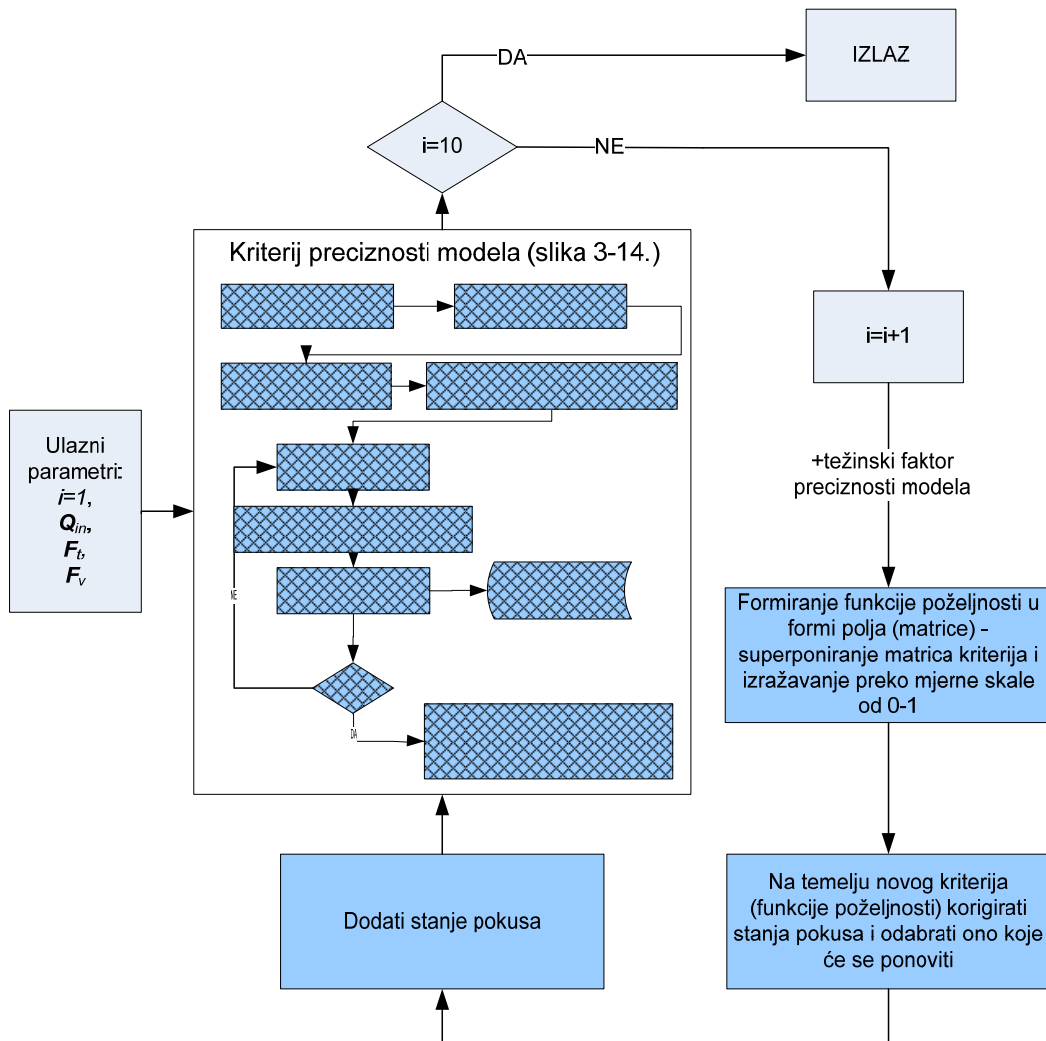 DA
IZLAZ
i=10
NE
Kriterij preciznosti modela (slika 3-14.)
i=i+1
Ulazni
parametri:
i=1,
Qin,
Ft,
Fv
+težinski faktor
preciznosti modela
NE
Formiranje funkcije poželjnosti u
formi polja (matrice) -
superponiranje matrica kriterija i
izražavanje preko mjerne skale
od 0-1
DA
Dodati stanje pokusa
Na temelju novog kriterija
(funkcije poželjnosti) korigirati
stanja pokusa i odabrati ono koje
će se ponoviti